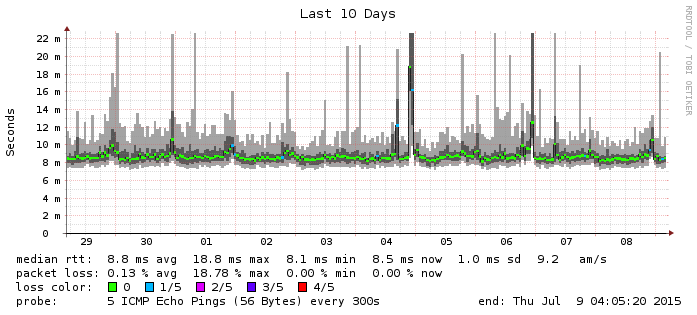 Last 10 Days
RRDTOOL / TOBI OETIKER
Seconds
22 m
20 m
18 m
16 m
14 m
12 m
10 m
8 m
6 m
4 m
2 m
0
29 30 01 02 03 04 05 06 07 08
median rtt: 8.8 ms avg 18.8 ms max 8.1 ms min 8.5 ms now 1.0 ms sd 9.2 am/s
packet loss: 0.13 % avg 18.78 % max 0.00 % min 0.00 % now
loss color: 0 1/5 2/5 3/5 4/5
probe: 5 ICMP Echo Pings (56 Bytes) every 300s end: Thu Jul 9 04:05:20 2015